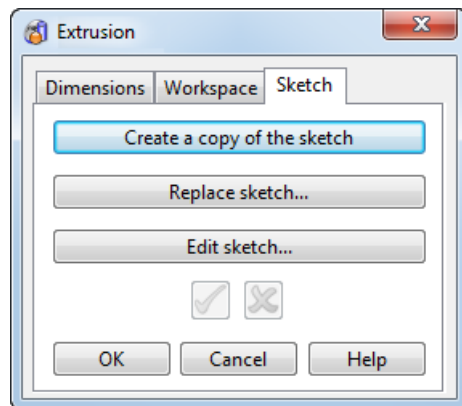 Extrusion
Dimensions Workspace Sketch
Create a copy of the sketch
Replace sketch...
Edit sketch...
OK Cancel Help